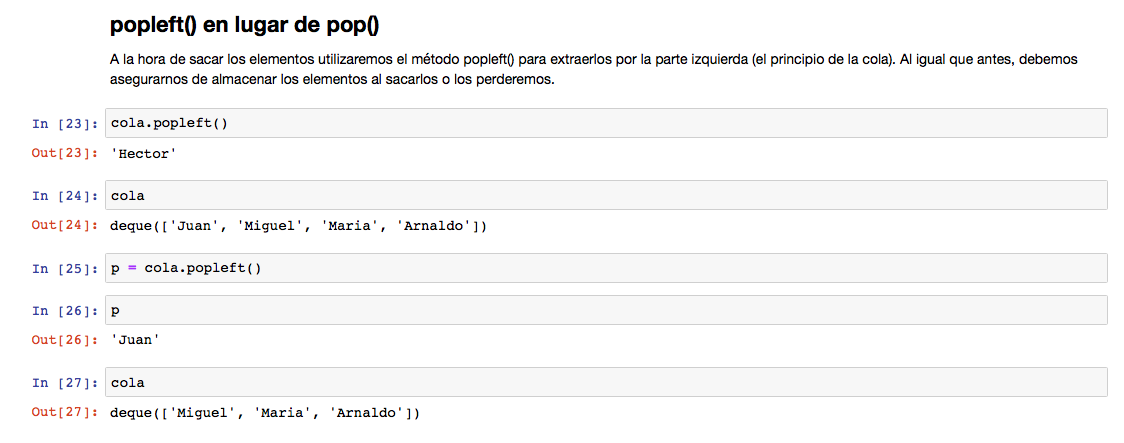 popleft() en lugar de pop()
A la hora de sacar los elementos utilizaremos el método popleft() para extraerlos por la parte izquierda (el principio de la cola). Al igual que antes, debemos
asegurarnos de almacenar los elementos al sacarlos o los perderemos.
In [23]: cola.popleft()
Out[23]: 'Hector'
In [24]: cola
Out[24]: deque(['Juan', 'Miguel', 'Maria', 'Arnaldo'])
In [25]: p = cola.popleft()
In [26]: p
Out[26]: 'Juan'
In [27]: cola
Out[27]: deque(['Miguel', 'Maria', 'Arnaldo'])